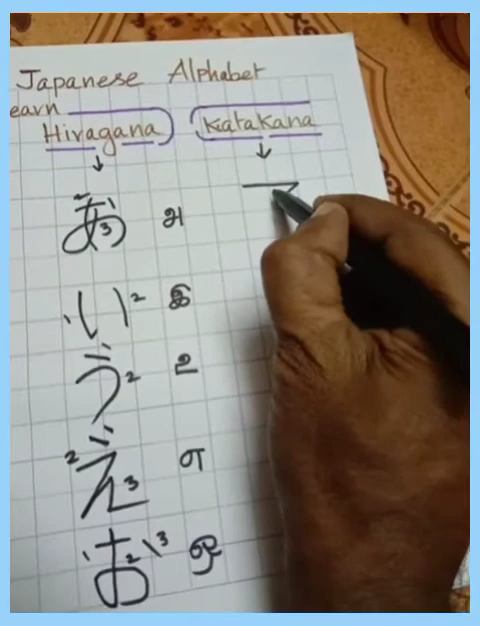 Japanese Alphabet
earn
Hiragana Katakana
あ அ
い இ
う உ
え எ
お ஒ